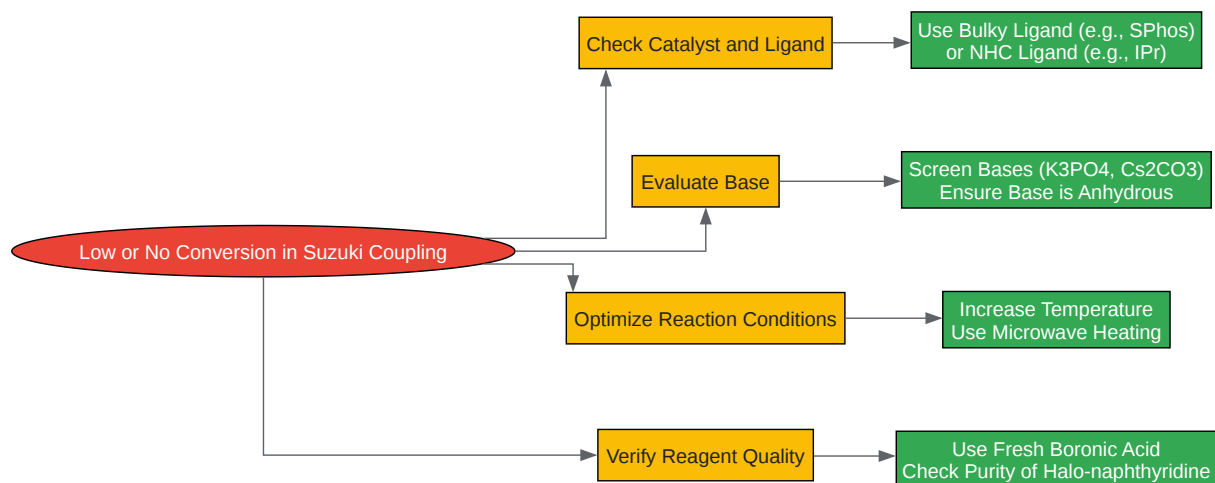 Check Catalyst and Ligand
Use Bulky Ligand (e.g., SPhos)
or NHC Ligand (e.g., IPr)
Evaluate Base
Screen Bases (K3PO4, Cs2CO3)
Ensure Base is Anhydrous
Low or No Conversion in Suzuki Coupling
Optimize Reaction Conditions
Increase Temperature
Use Microwave Heating
Verify Reagent Quality
Use Fresh Boronic Acid
Check Purity of Halo-naphthyridine